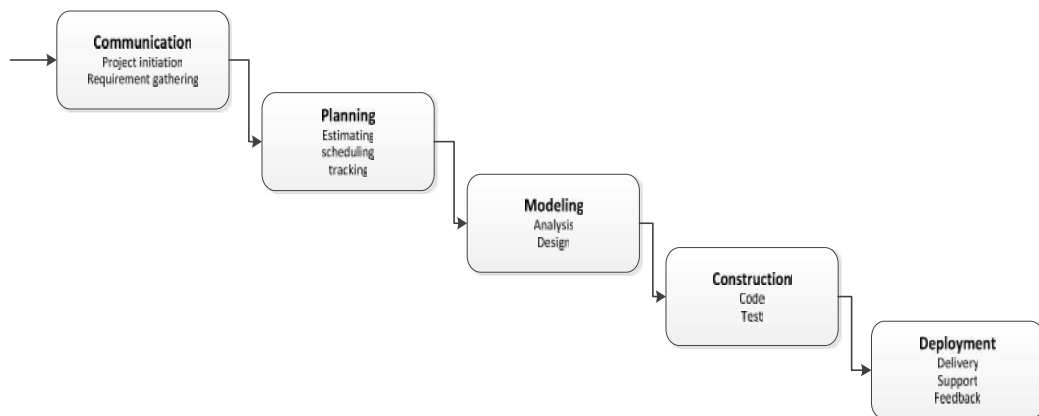 Communication
Project initiation
Requirement gathering
Planning
Estimating
scheduling
tracking
Modeling
Analysis
Design
Construction
Code
Test
Deployment
Delivery
Support
Feedback